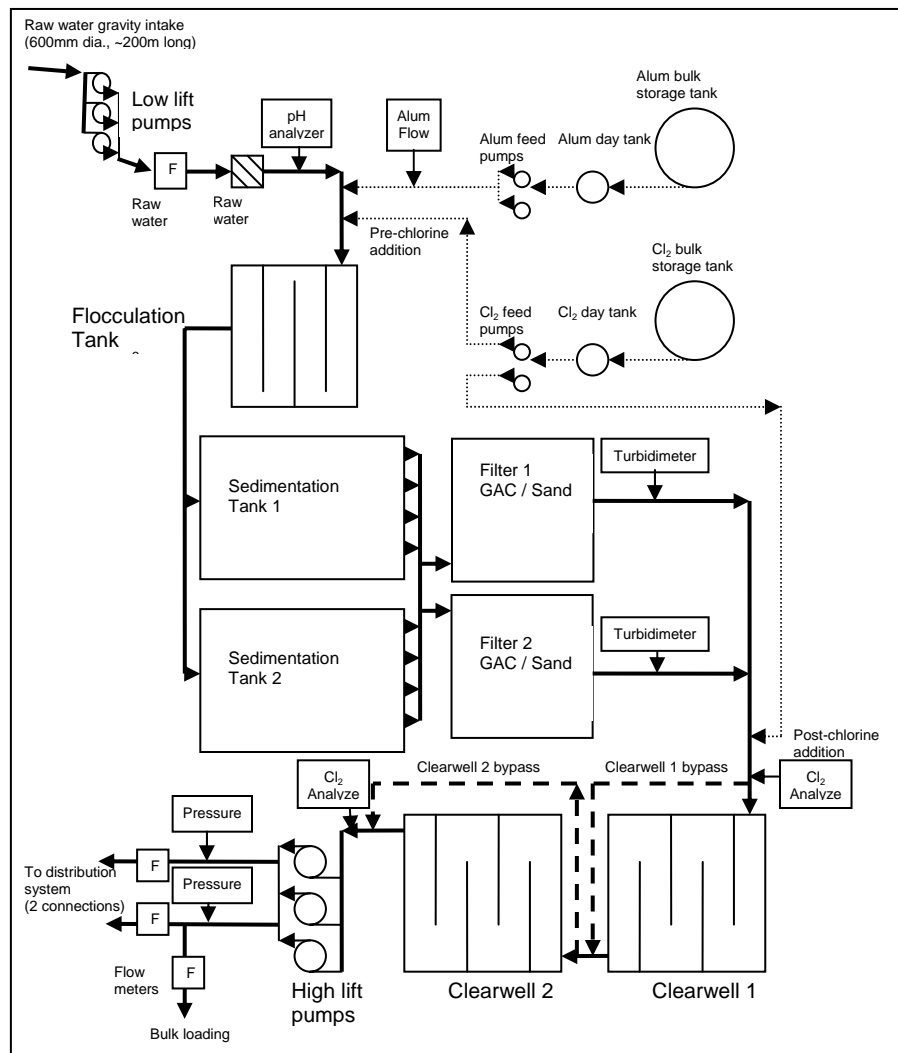 Raw water gravity intake
(600mm dia., ~200m long)
Low lift
pumps
pH
analyzer
Alum
Flow
Alum feed
pumps
Alum day tank
Alum bulk
storage tank
F
Raw
water
Raw
water
Pre-chlorine
addition
Cl₂ feed
pumps
Cl₂ day tank
Cl₂ bulk
storage tank
Flocculation
Tank
Sedimentation
Tank 1
Filter 1
GAC / Sand
Turbidimeter
Sedimentation
Tank 2
Filter 2
GAC / Sand
Turbidimeter
Post-chlorine
addition
Cl₂
Analyze
Clearwell 2 bypass
Clearwell 1 bypass
Cl₂
Analyze
Pressure
F
To distribution
system
(2 connections)
Pressure
F
Flow
meters
F
Bulk loading
High lift
pumps
Clearwell 2
Clearwell 1